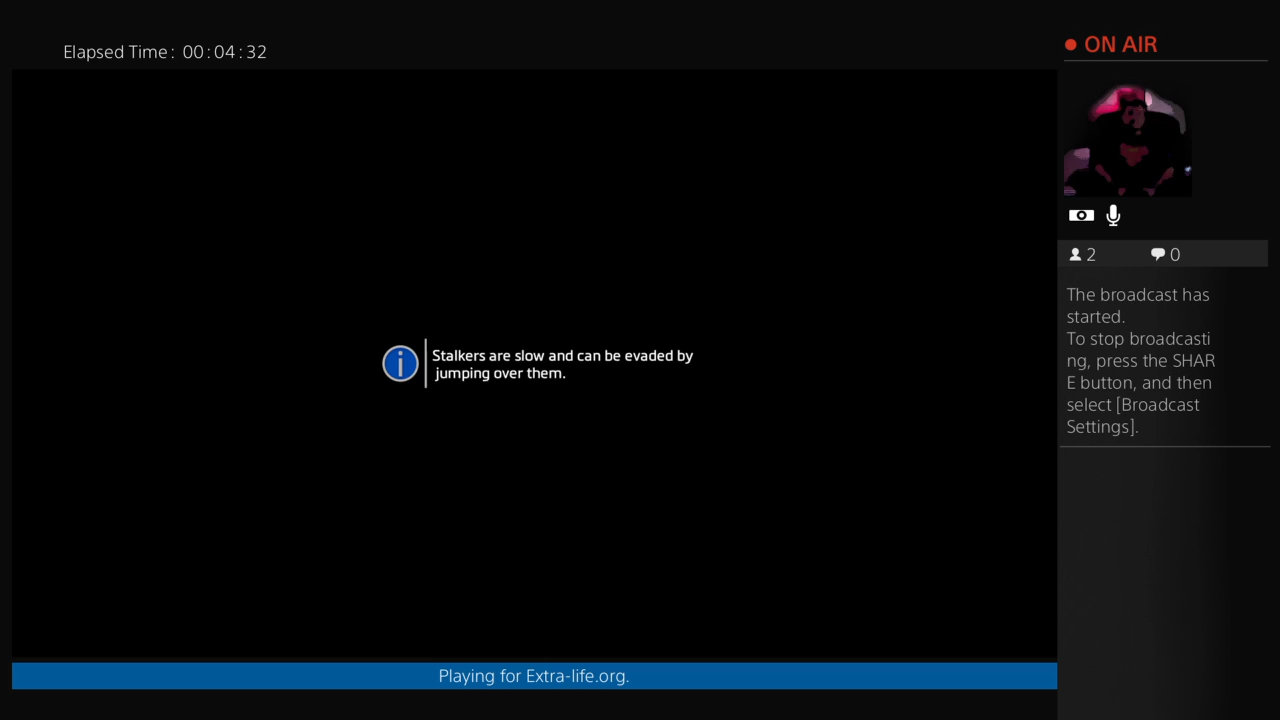 Elapsed Time: 00:04:32
ON AIR
2 0
The broadcast has
started.
To stop broadcasti
ng, press the SHAR
E button, and then
select [Broadcast
Settings].
Stalkers are slow and can be evaded by
jumping over them.
Playing for Extra-life.org.